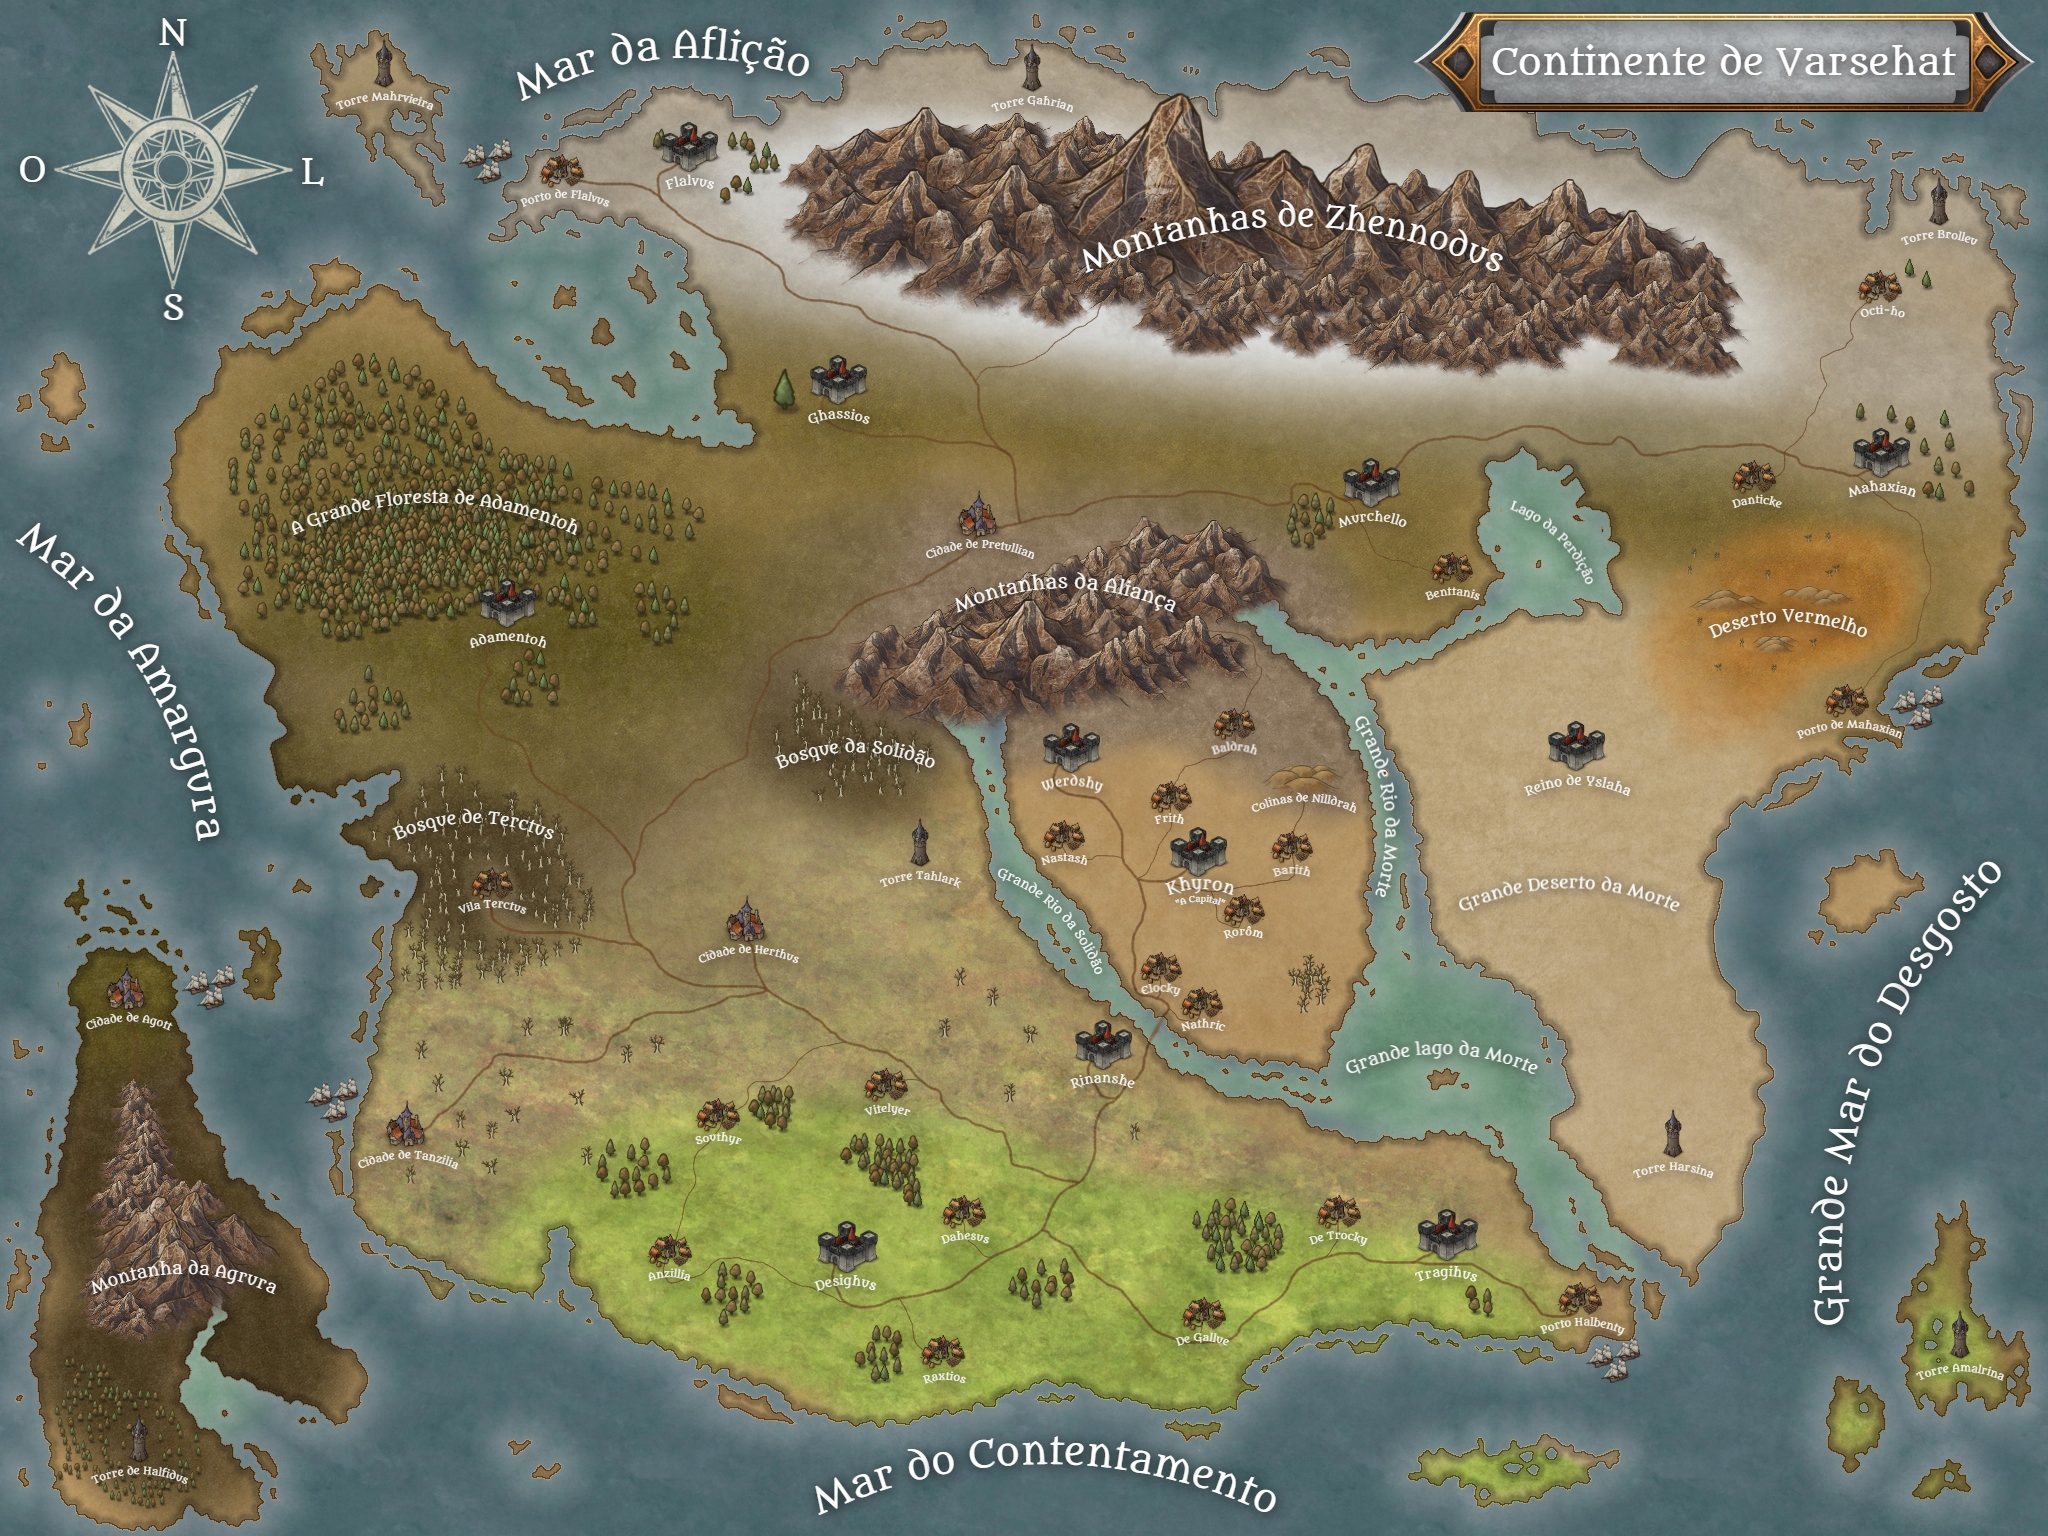 Continente de Varsehat
N
O
L
S
Mar da Aflição
Torre Mahrvieira
Torre Gahrian
Porto de Flalvus
Flalvus
Montanhas de Zhennodus
Torre Brolleu
Octi-ho
Ghassios
A Grande Floresta de Adamentoh
Adamentoh
Cidade de Pretullian
Murchello
Lago da Perdição
Danticke
Mahaxian
Benttanis
Montanhas da Aliança
Deserto Vermelho
Mar da Amargura
Bosque da Solidão
Werdshy
Baldrah
Grande Rio da Morte
Reino de Yslaha
Porto de Mahaxian
Colinas de Nilldrah
Bosque de Terctus
Frith
Nastash
Khyron
"A Capital"
Barith
Torre Tahlark
Grande Rio da Solidão
Vila Terctus
Grande Deserto da Morte
Rorôm
Cidade de Herthus
Clocky
Nathric
Cidade de Agott
Grande Mar do Desgosto
Rinanshe
Grande lago da Morte
Vitelyer
Southyr
Cidade de Tanzilia
Torre Harsina
Dahesus
De Trocky
Anzillia
Desighus
Tragihus
Montanha da Agrura
De Gallue
Porto Halbenty
Raxtios
Torre Amalrina
Torre de Halfidus
Mar do Contentamento